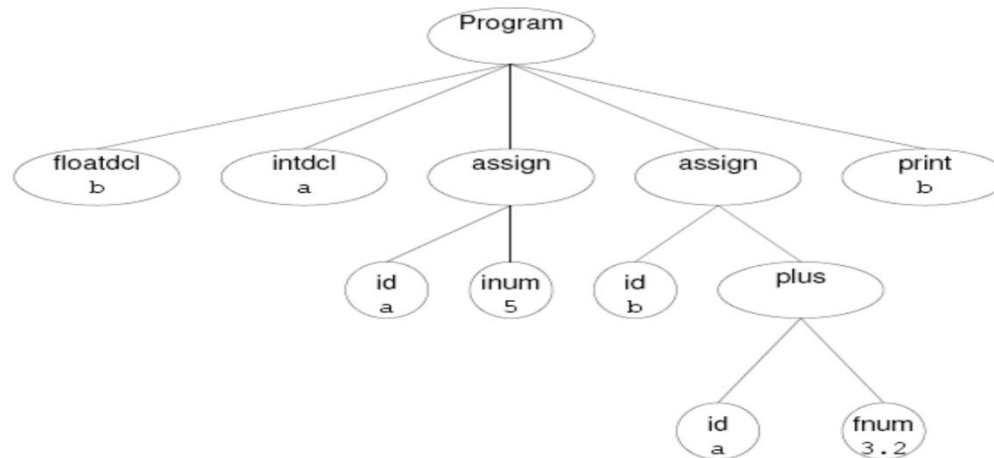 Program
floatdcl
b
intdcl
a
assign
assign
print
b
id
a
inum
5
id
b
plus
id
a
fnum
3.2